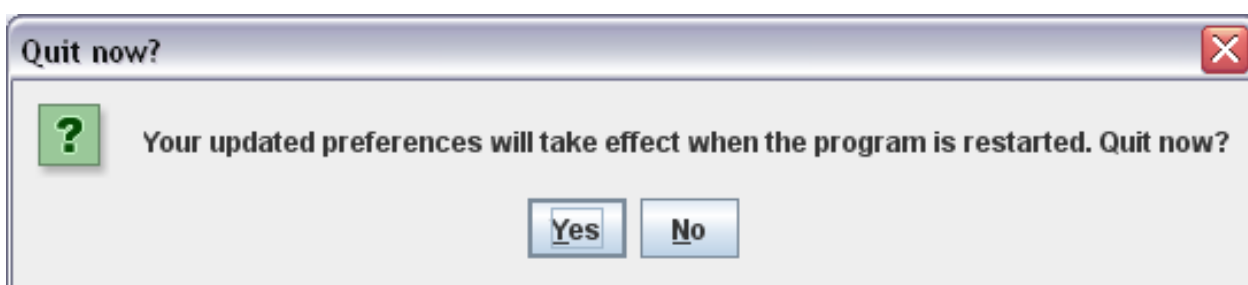 Quit now?
Your updated preferences will take effect when the program is restarted. Quit now?
Yes No